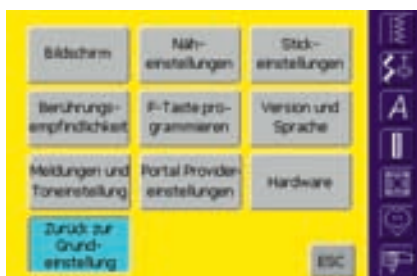 Bildschirm
Näh-
einstellungen
Stick-
einstellungen
Berührungs-
empfindlichkeit
F-Taste pro-
grammieren
Version und
Sprache
Meldungen und
Toneinstellung
Portal Provider
einstellungen
Hardware
Zurück zur
Grund-
einstellung
ESC
A